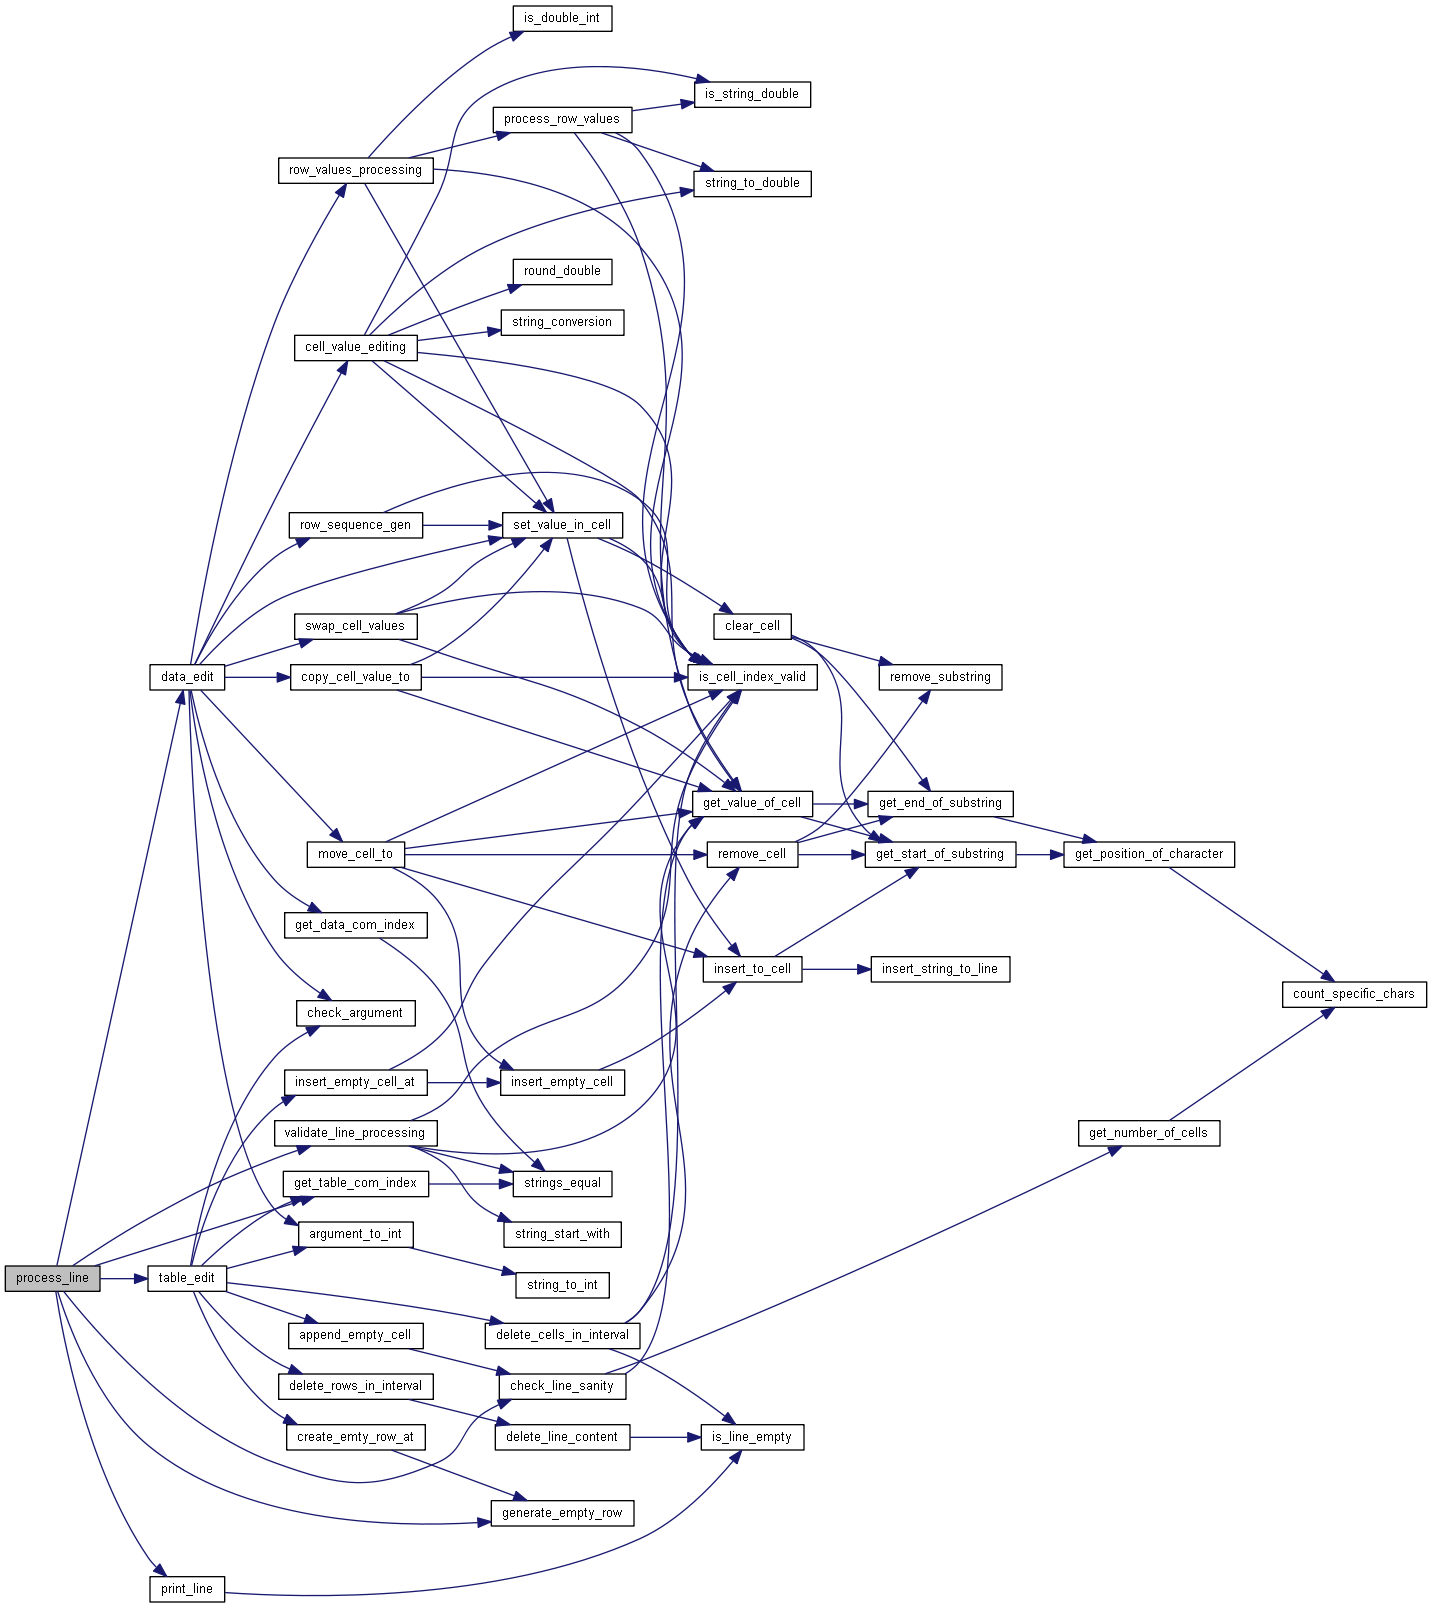 is_double_int
is_string_double
process_row_values
row_values_processing
string_to_double
round_double
string_conversion
cell_value_editing
row_sequence_gen
set_value_in_cell
swap_cell_values
clear_cell
data_edit
copy_cell_value_to
is_cell_index_valid
remove_substring
get_value_of_cell
get_end_of_substring
move_cell_to
remove_cell
get_start_of_substring
get_position_of_character
get_data_com_index
insert_to_cell
insert_string_to_line
count_specific_chars
check_argument
insert_empty_cell_at
insert_empty_cell
validate_line_processing
get_number_of_cells
get_table_com_index
strings_equal
argument_to_int
string_start_with
process_line
table_edit
string_to_int
append_empty_cell
delete_cells_in_interval
delete_rows_in_interval
check_line_sanity
create_emty_row_at
delete_line_content
is_line_empty
generate_empty_row
print_line